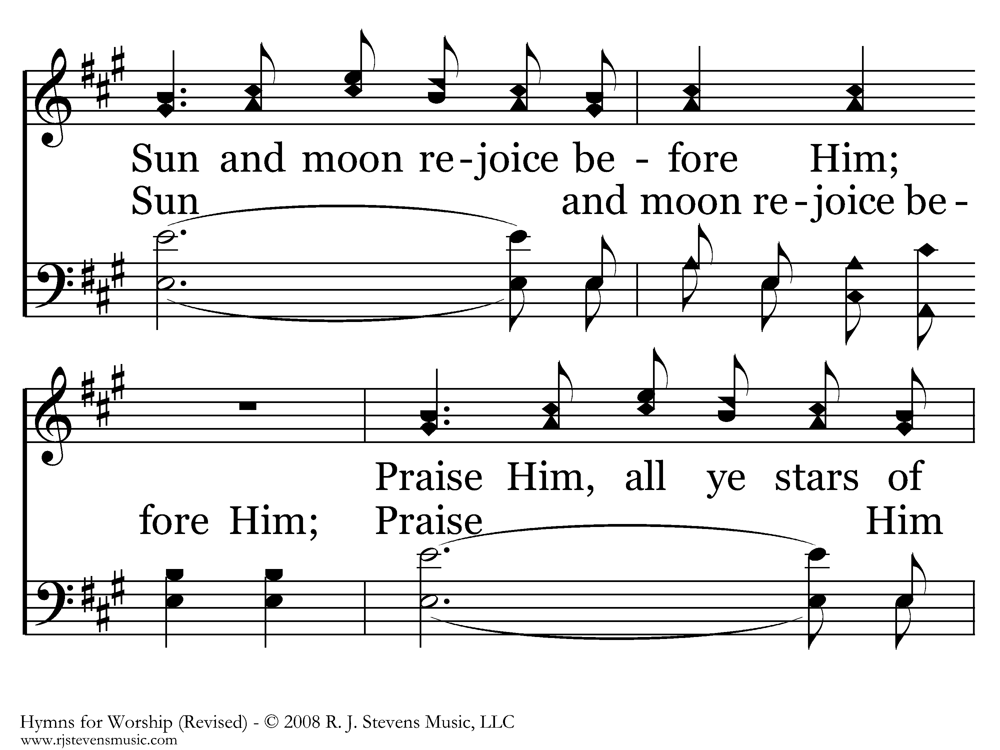 Sun and moon re-joice be - fore Him;
Sun and moon re-joice be-
Praise Him, all ye stars of
fore Him; Praise Him
Hymns for Worship (Revised) - © 2008 R. J. Stevens Music, LLC
www.rjstevensmusic.com